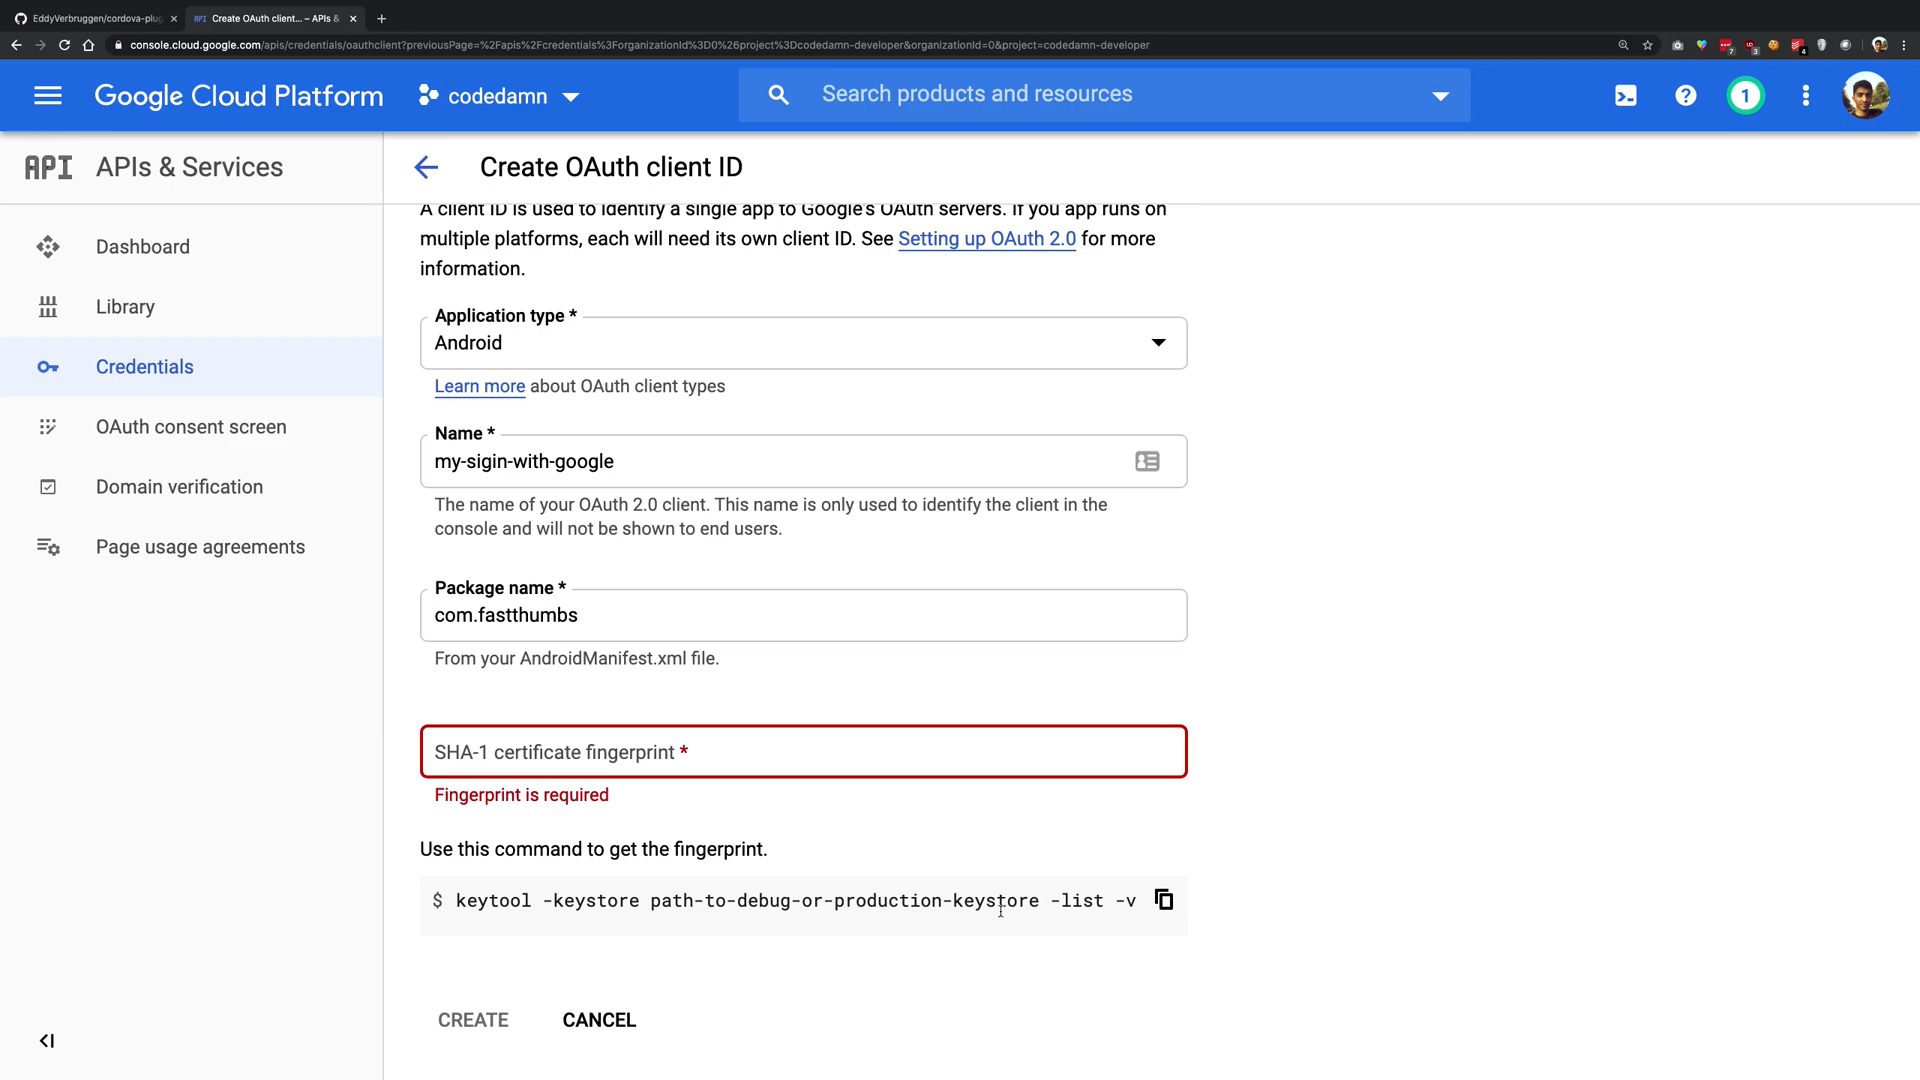 EddyVerbruggen/cordova-plug
API Create OAuth client... – APIs &
console.cloud.google.com/apis/credentials/oauthclient?previousPage=%2Fapis%2Fcredentials%3ForganizationId%3D0%26project%3Dcodedamn-developer&organizationId=0&project=codedamn-developer
Google Cloud Platform
codedamn
Search products and resources
1
API APIs & Services
Create OAuth client ID
Dashboard
Library
Credentials
OAuth consent screen
Domain verification
Page usage agreements
A client ID is used to identify a single app to Google's OAuth servers. If you app runs on
multiple platforms, each will need its own client ID. See Setting up OAuth 2.0 for more
information.
Application type *
Android
Learn more about OAuth client types
Name *
my-sigin-with-google
The name of your OAuth 2.0 client. This name is only used to identify the client in the
console and will not be shown to end users.
Package name *
com.fastthumbs
From your AndroidManifest.xml file.
SHA-1 certificate fingerprint *
Fingerprint is required
Use this command to get the fingerprint.
$ keytool -keystore path-to-debug-or-production-keystore -list -v
CREATE
CANCEL